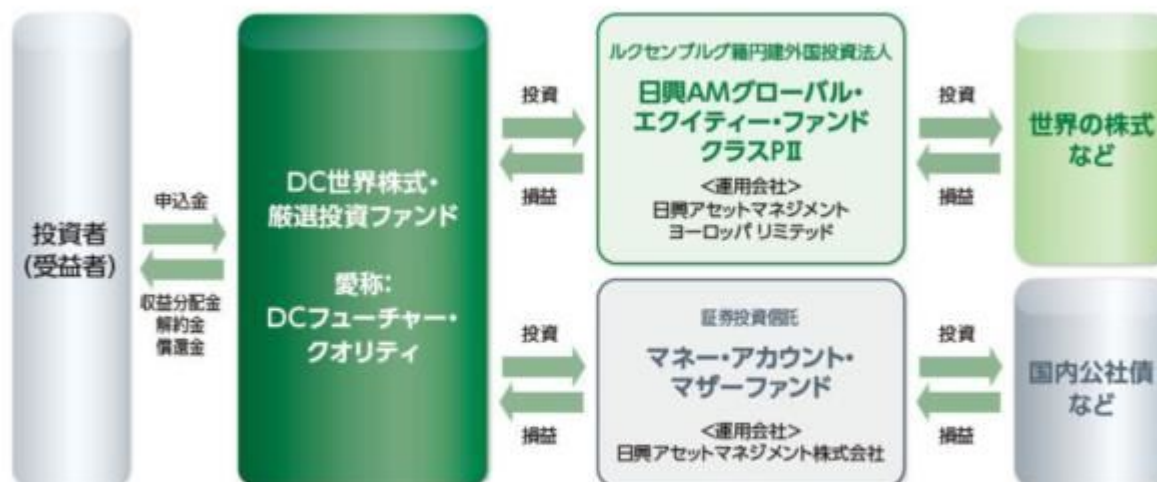 投資者
(受益者)
申込金
収益分配金
解約金
償還金
DC世界株式・
厳選投資ファンド
愛称:
DCフューチャー・
クオリティ
投資
損益
ルクセンブルグ籍円建外国投資法人
日興AMグローバル・
エクイティー・ファンド
クラスPⅡ
<運用会社>
日興アセットマネジメント
ヨーロッパ リミテッド
投資
損益
世界の株式
など
投資
損益
証券投資信託
マネー・アカウント・
マザーファンド
<運用会社>
日興アセットマネジメント株式会社
投資
損益
国内公社債
など